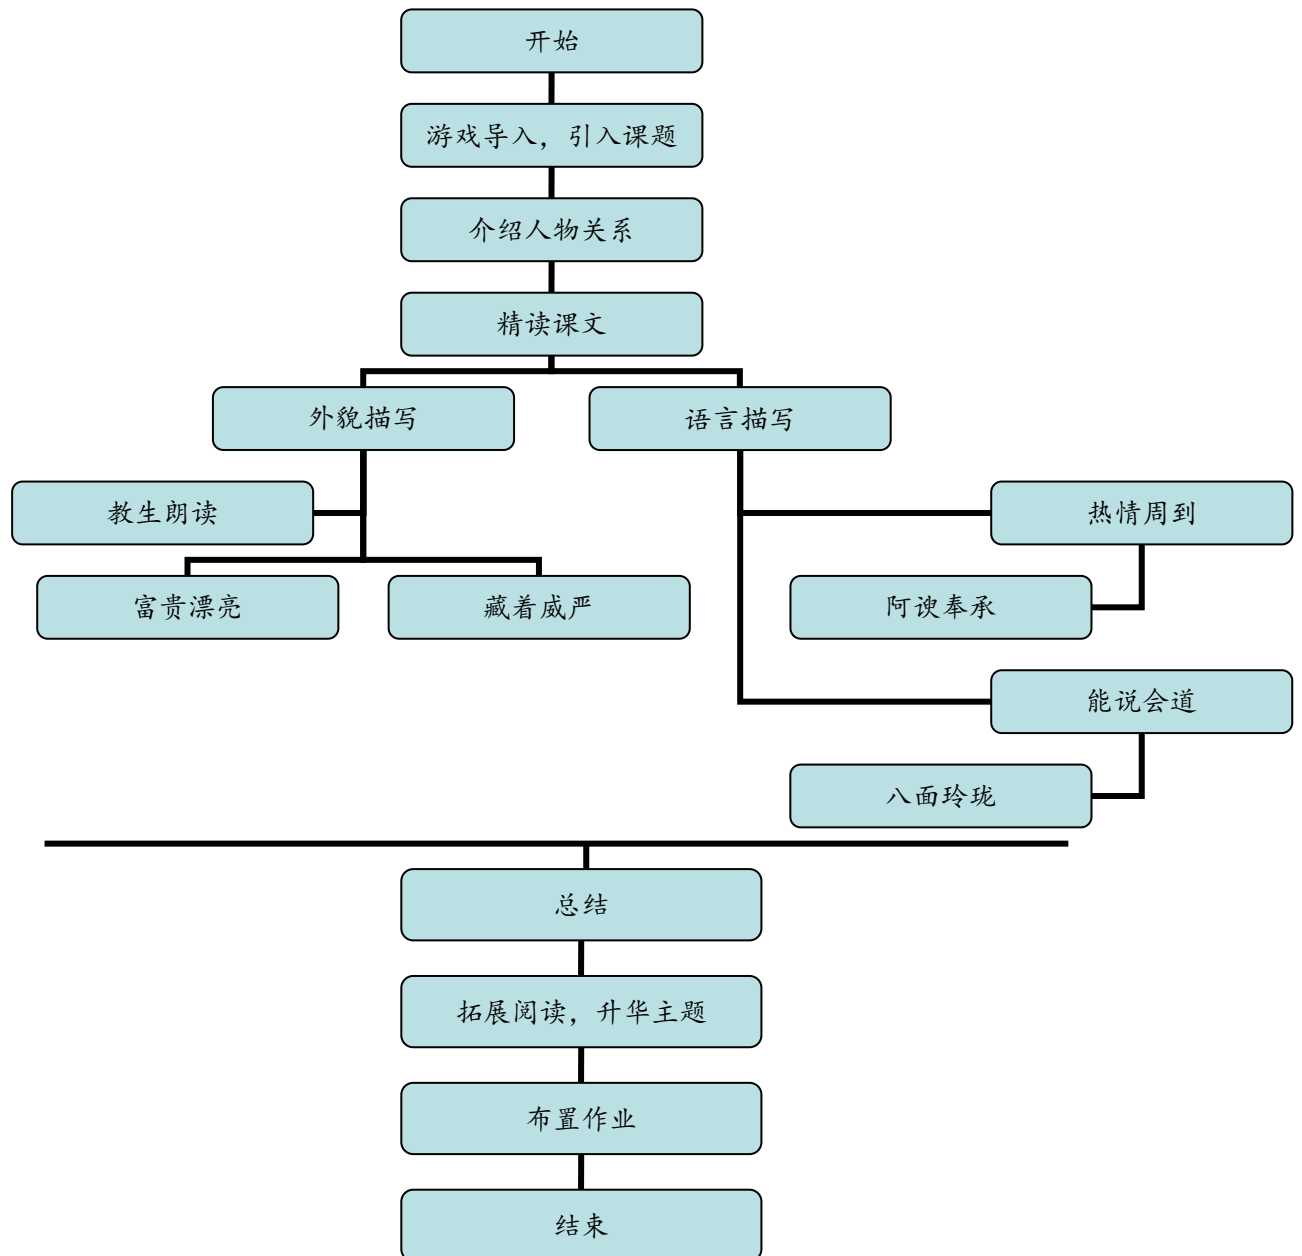 开始
游戏导入，引入课题
介绍人物关系
精读课文
外貌描写
语言描写
教生朗读
热情周到
富贵漂亮
藏着威严
阿谀奉承
能说会道
八面玲珑
总结
拓展阅读，升华主题
布置作业
结束